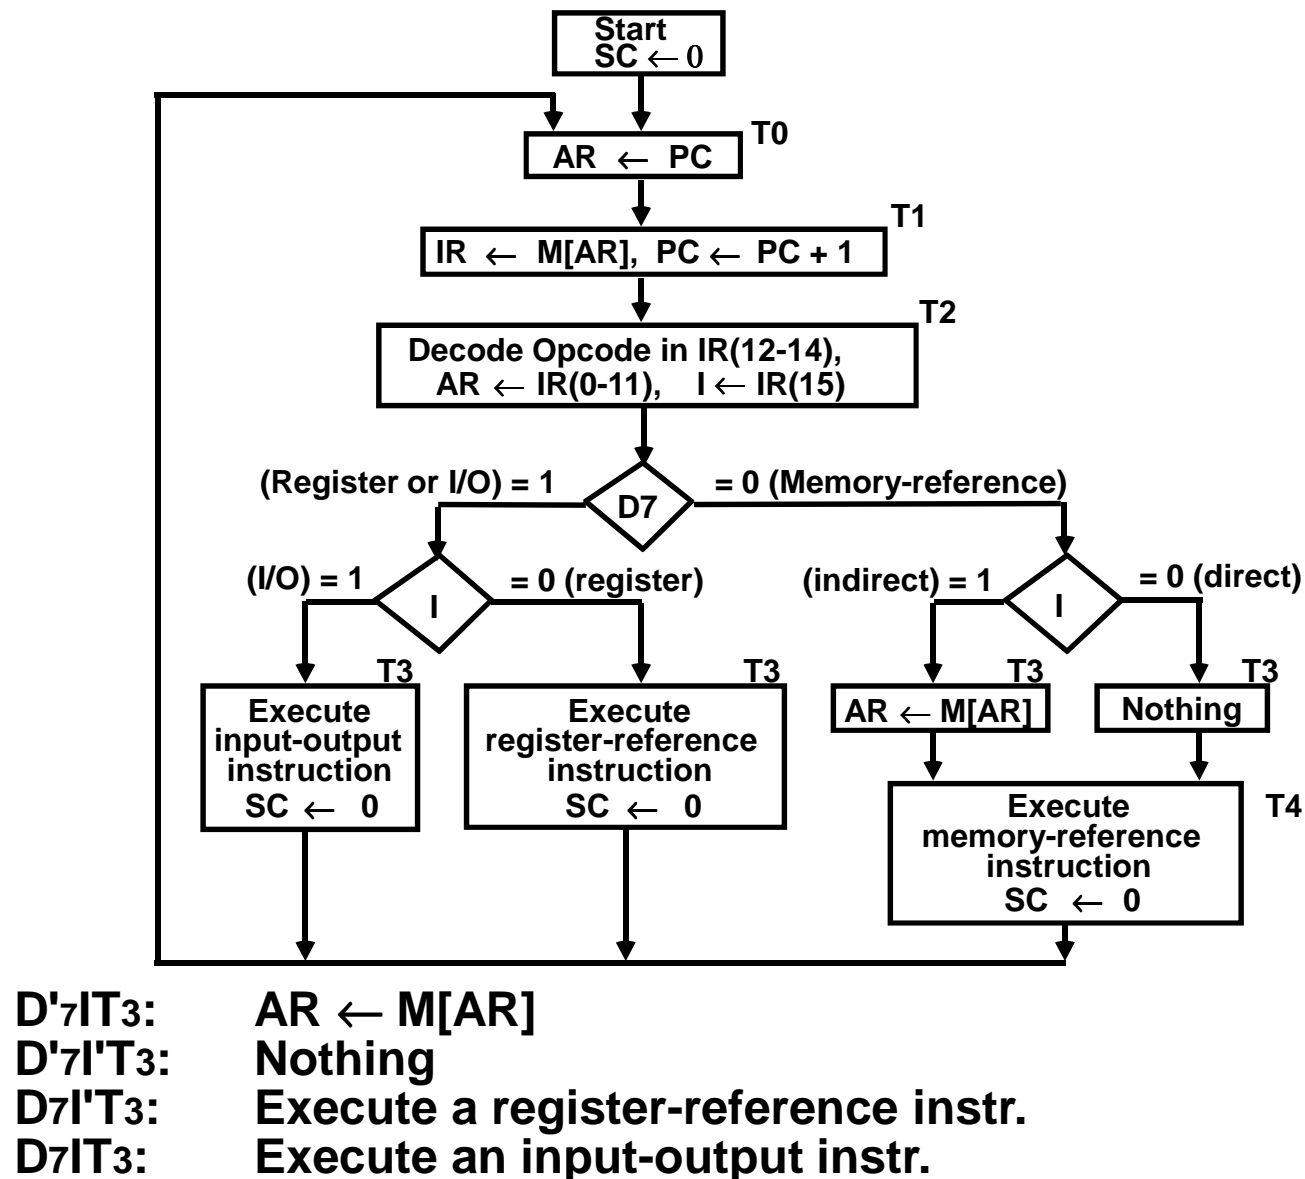 Start
SC ← 0
T0
AR ← PC
T1
IR ← M[AR], PC ← PC + 1
T2
Decode Opcode in IR(12-14),
AR ← IR(0-11), I ← IR(15)
(Register or I/O) = 1
= 0 (Memory-reference)
D7
(I/O) = 1
= 0 (register)
(indirect) = 1
= 0 (direct)
I
I
T3
T3
T3
T3
Execute
input-output
instruction
SC ← 0
Execute
register-reference
instruction
SC ← 0
AR ← M[AR]
Nothing
Execute
memory-reference
instruction
SC ← 0
T4
D'7IT3: AR ← M[AR]
D'7I'T3: Nothing
D7I'T3: Execute a register-reference instr.
D7IT3: Execute an input-output instr.